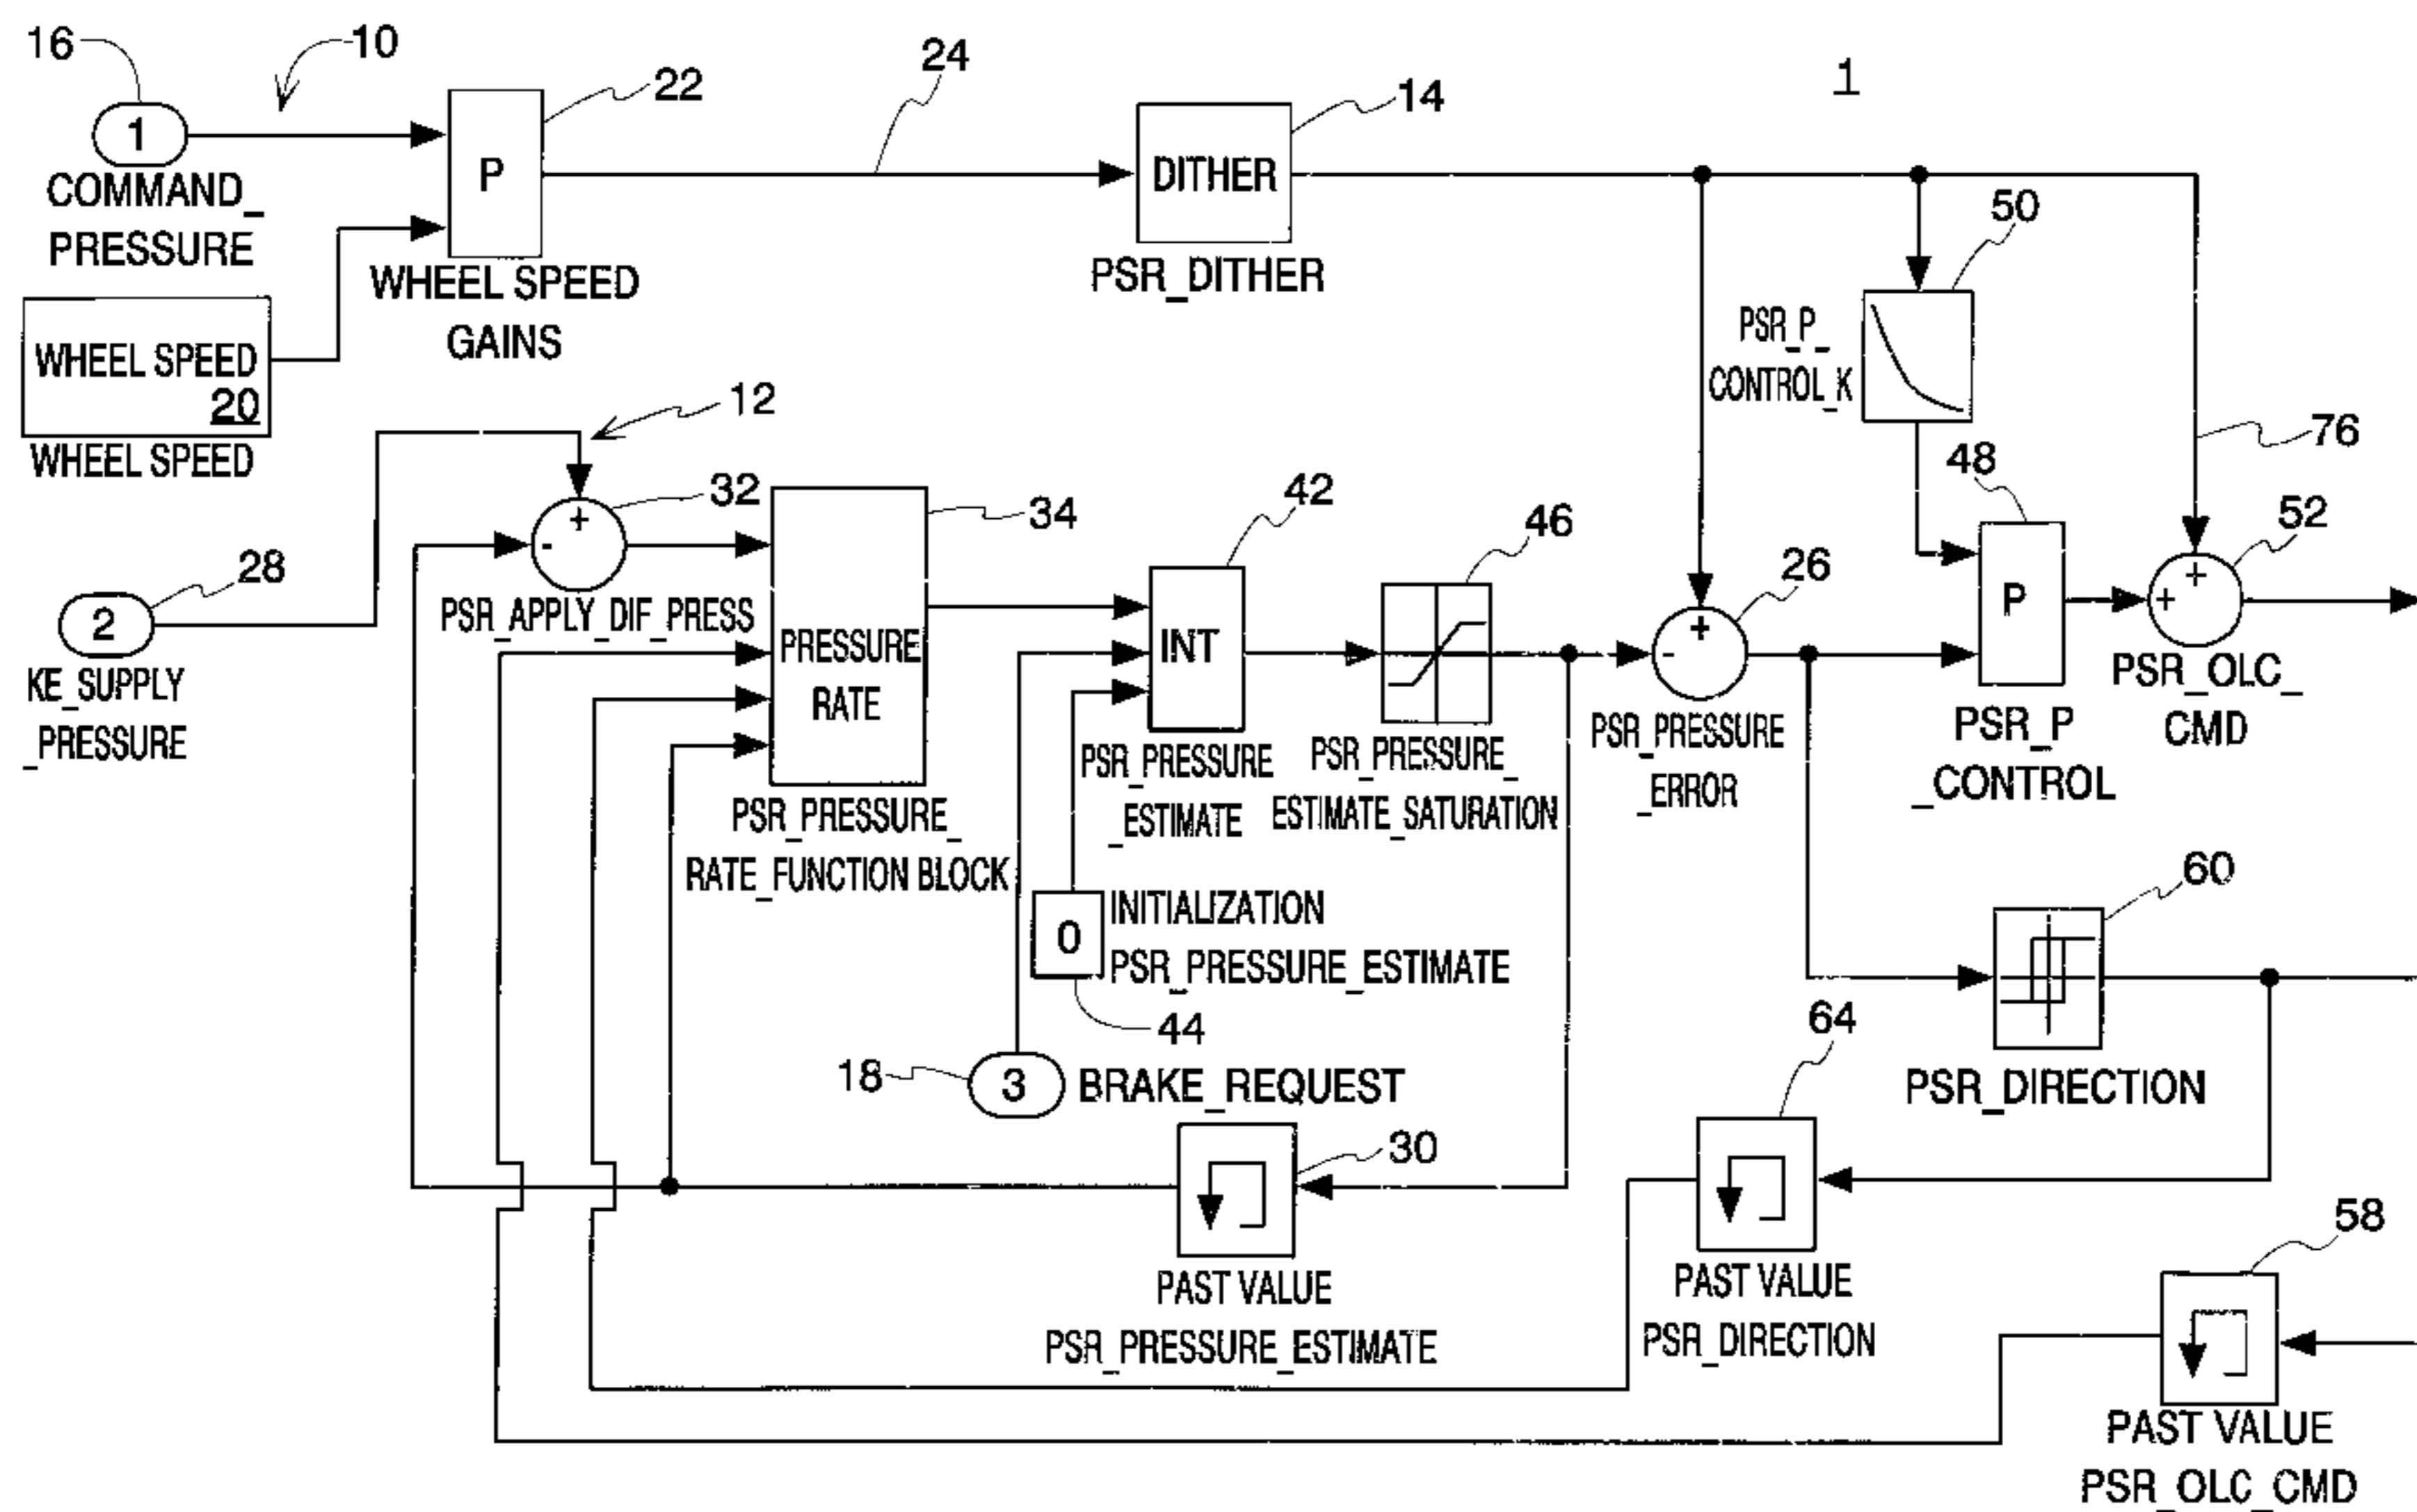 16
10
22
24
14
1
1
COMMAND_
PRESSURE
P
WHEEL SPEED
GAINS
DITHER
PSR_DITHER
50
PSR_P_
CONTROL_K
WHEEL SPEED
20
WHEEL SPEED
12
76
32
34
42
46
48
52
28
+
-
PSR_APPLY_DIF_PRESS
2
KE_SUPPLY
_PRESSURE
PRESSURE
RATE
PSR_PRESSURE_
RATE_FUNCTION BLOCK
INT
PSR_PRESSURE
_ESTIMATE
PSR_PRESSURE_
ESTIMATE_SATURATION
26
+
-
PSR_PRESSURE
_ERROR
P
PSR_P
_CONTROL
+
+
PSR_OLC_
CMD
60
0
INITIALIZATION
PSR_PRESSURE_ESTIMATE
44
64
PSR_DIRECTION
18
3
BRAKE_REQUEST
30
PAST VALUE
PSR_PRESSURE_ESTIMATE
PAST VALUE
PSR_DIRECTION
58
PAST VALUE
PSR_OLC_CMD